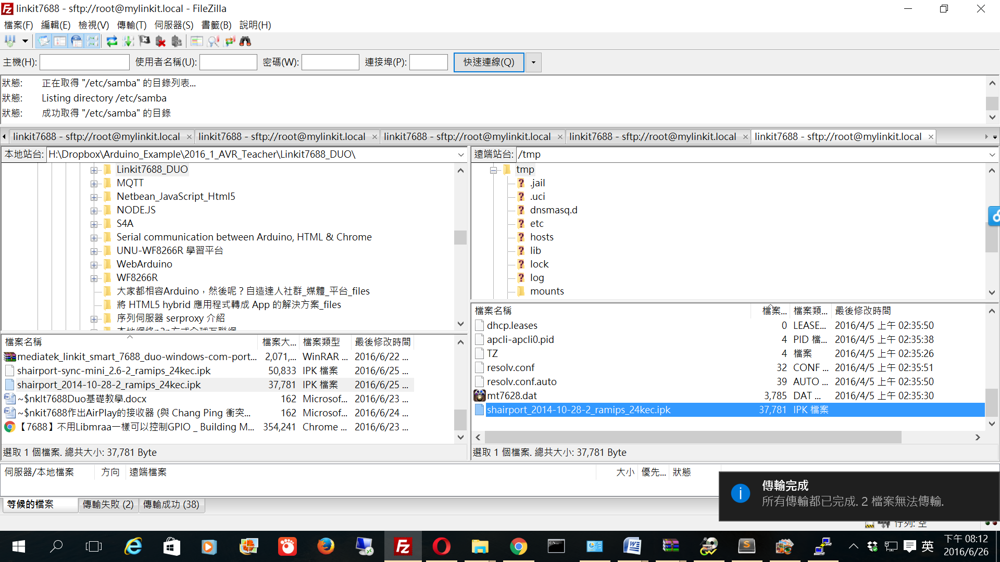 linkit7688 - sftp://root@mylinkit.local - FileZilla
檔案(F) 編輯(E) 檢視(V) 傳輸(T) 伺服器(S) 書籤(B) 說明(H)
主機(H): 使用者名稱(U): 密碼(W): 連接埠(P): 快速連線(Q)
狀態: 正在取得 "/etc/samba" 的目錄列表...
狀態: Listing directory /etc/samba
狀態: 成功取得 "/etc/samba" 的目錄
linkit7688 - sftp://root@mylinkit.local × linkit7688 - sftp://root@mylinkit.local × linkit7688 - sftp://root@mylinkit.local × linkit7688 - sftp://root@mylinkit.local × linkit7688 - sftp://root@mylinkit.local ×
本地站台: H:\Dropbox\Arduino_Example\2016_1_AVR_Teacher\Linkit7688_DUO\
Linkit7688_DUO
MQTT
Netbean_JavaScript_Html5
NODE.JS
S4A
Serial communication between Arduino, HTML & Chrome
UNU-WF8266R 學習平台
WebArduino
WF8266R
大家都相容Arduino，然後呢？自造達人社群_媒體_平台_files
將 HTML5 hybrid 應用程式轉成 App 的解決方案_files
序列伺服器 serproxy 介紹
檔案名稱 檔案大... 檔案類型 最後修改時間
mediatek_linkit_smart_7688_duo-windows-com-port... 2,071,... WinRAR ... 2016/6/22 ...
shairport-sync-mini_2.6-2_ramips_24kec.ipk 50,833 IPK 檔案 2016/6/25 ...
shairport_2014-10-28-2_ramips_24kec.ipk 37,781 IPK 檔案 2016/6/25 ...
~$nkIt7688Duo基礎教學.docx 162 Microsof... 2016/6/23 ...
~$nkit7688作出AirPlay的接收器 (與 Chang Ping 衝突... 162 Microsof... 2016/6/24 ...
【7688】不用Libmraa一樣可以控制GPIO _ Building M... 354,241 Chrome ... 2016/6/23 ...
選取 1 個檔案. 總共大小: 37,781 Byte
遠端站台: /tmp
tmp
.jail
.uci
dnsmasq.d
etc
hosts
lib
lock
log
mounts
檔案名稱 檔案... 檔案類... 最後修改時間
dhcp.leases 0 LEASE... 2016/4/5 上午 02:35:50
apcli-apcli0.pid 4 PID 檔... 2016/4/5 上午 02:35:38
TZ 4 檔案 2016/4/5 上午 02:35:26
resolv.conf 32 CONF ... 2016/4/5 上午 02:35:51
resolv.conf.auto 39 AUTO ... 2016/4/5 上午 02:35:50
mt7628.dat 3,785 DAT ... 2016/4/5 上午 02:35:30
shairport_2014-10-28-2_ramips_24kec.ipk 37,781 IPK 檔案
選取 1 個檔案. 總共大小: 37,781 Byte
伺服器/本地檔案 方向 遠端檔案 大小 優先... 狀態
等候的檔案 傳輸失敗 (2) 傳輸成功 (38)
傳輸完成
所有傳輸都已完成. 2 檔案無法傳輸.
佇列: 空
英
下午 08:12
2016/6/26